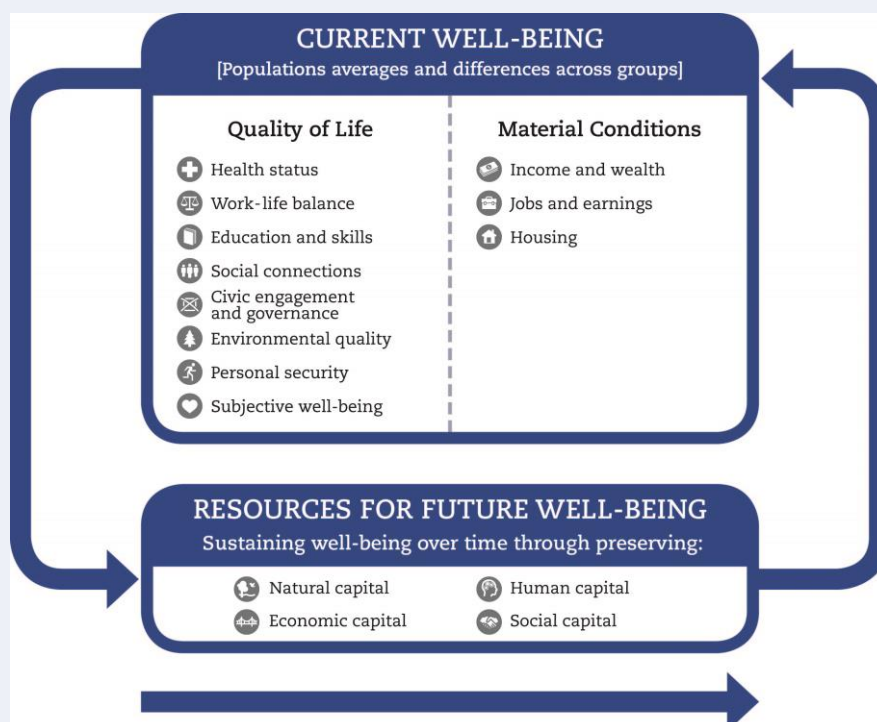 CURRENT WELL-BEING
[Populations averages and differences across groups]
Quality of Life
Health status
Work-life balance
Education and skills
Social connections
Civic engagement
and governance
Environmental quality
Personal security
Subjective well-being
Material Conditions
Income and wealth
Jobs and earnings
Housing
RESOURCES FOR FUTURE WELL-BEING
Sustaining well-being over time through preserving:
Natural capital
Economic capital
Human capital
Social capital